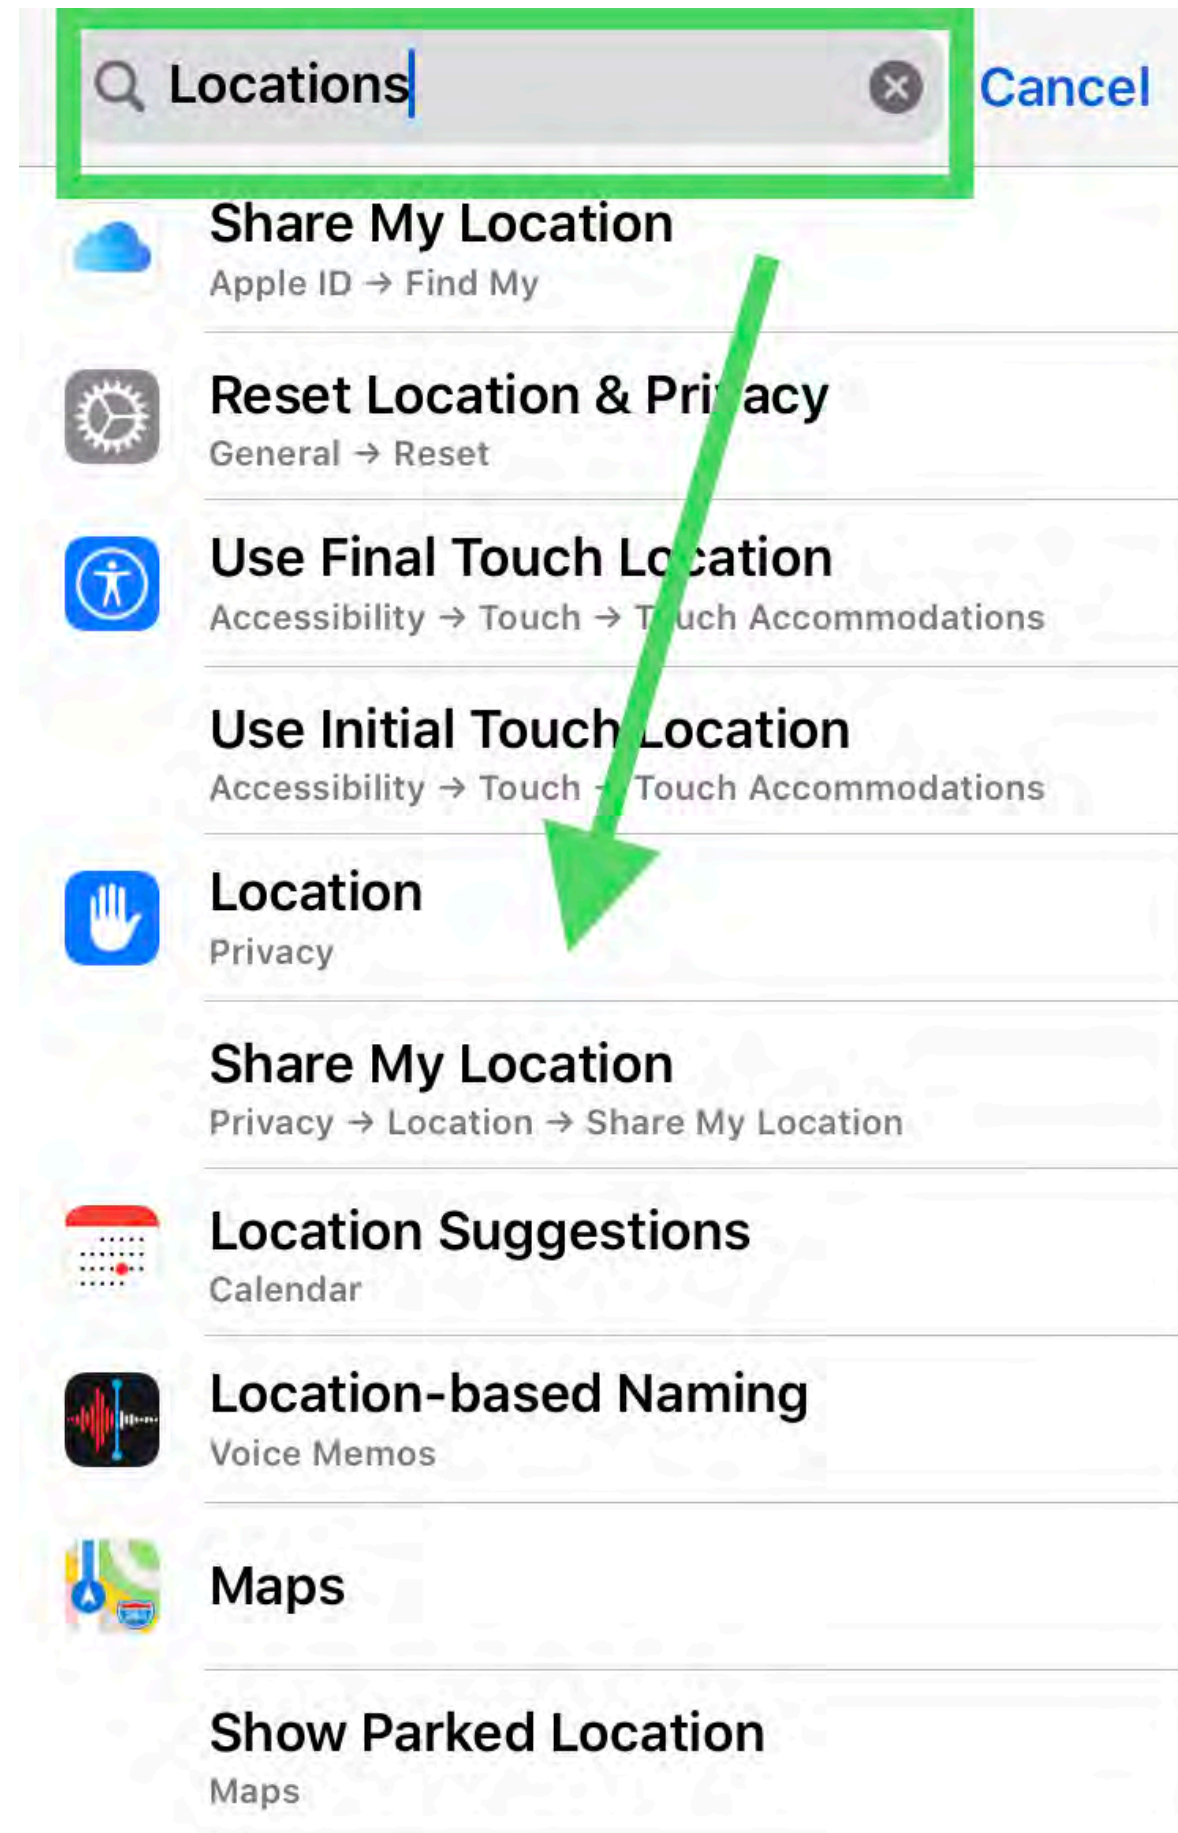 Locations
Cancel
Share My Location
Apple ID → Find My
Reset Location & Privacy
General → Reset
Use Final Touch Location
Accessibility → Touch → Touch Accommodations
Use Initial Touch Location
Accessibility → Touch → Touch Accommodations
Location
Privacy
Share My Location
Privacy → Location → Share My Location
Location Suggestions
Calendar
Location-based Naming
Voice Memos
Maps
Show Parked Location
Maps